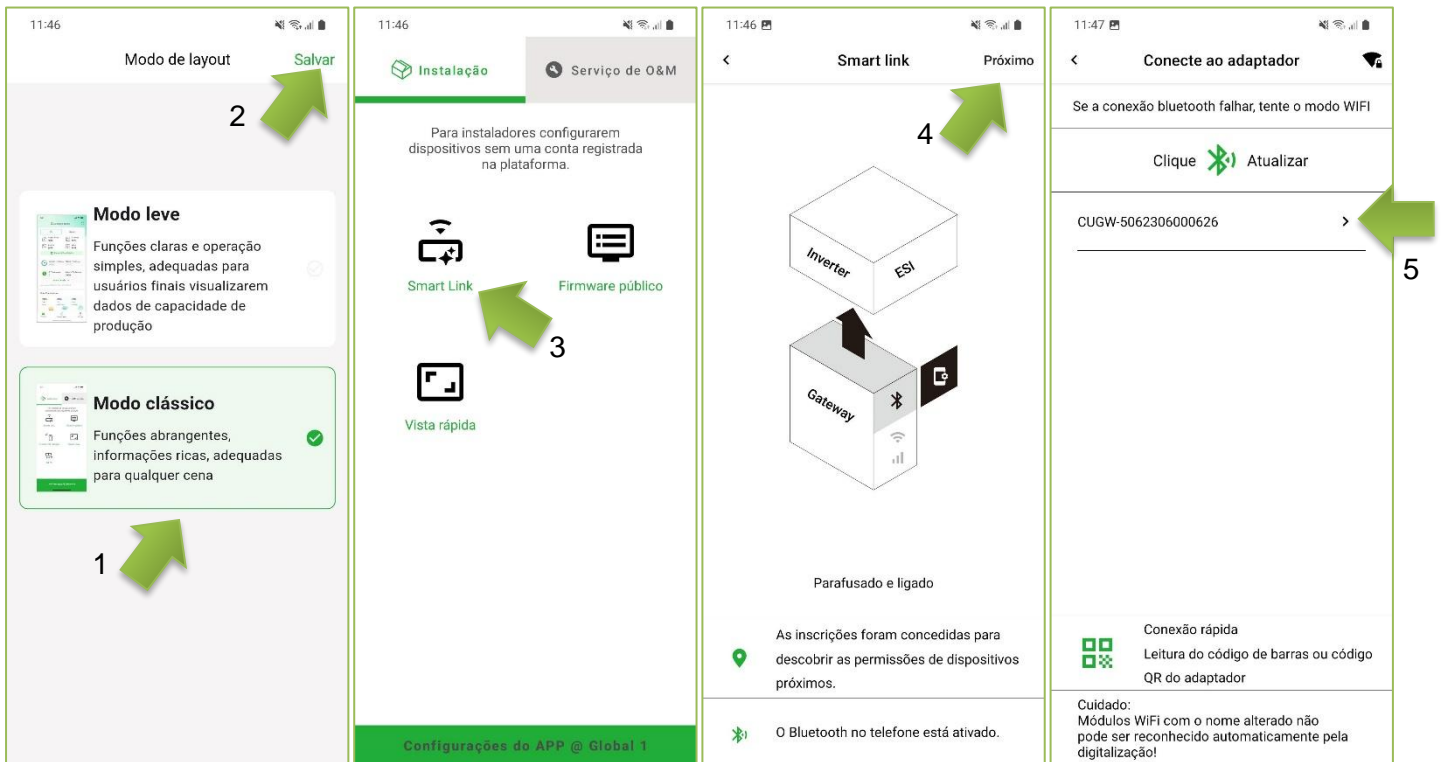 11:46
Modo de layout
Salvar
2
Modo leve
Funções claras e operação
simples, adequadas para
usuários finais visualizarem
dados de capacidade de
produção
Modo clássico
Funções abrangentes,
informações ricas, adequadas
para qualquer cena
1
11:46
Instalação
Serviço de O&M
Para instaladores configurarem
dispositivos sem uma conta registrada
na plataforma.
Smart Link
Firmware público
3
Vista rápida
Configurações do APP @ Global 1
11:46
Smart link
Próximo
4
Inverter
ESI
Gateway
Parafusado e ligado
As inscrições foram concedidas para
descobrir as permissões de dispositivos
próximos.
O Bluetooth no telefone está ativado.
11:47
Conecte ao adaptador
Se a conexão bluetooth falhar, tente o modo WIFI
Clique Atualizar
CUGW-5062306000626
5
Conexão rápida
Leitura do código de barras ou código
QR do adaptador
Cuidado:
Módulos WiFi com o nome alterado não
pode ser reconhecido automaticamente pela
digitalização!